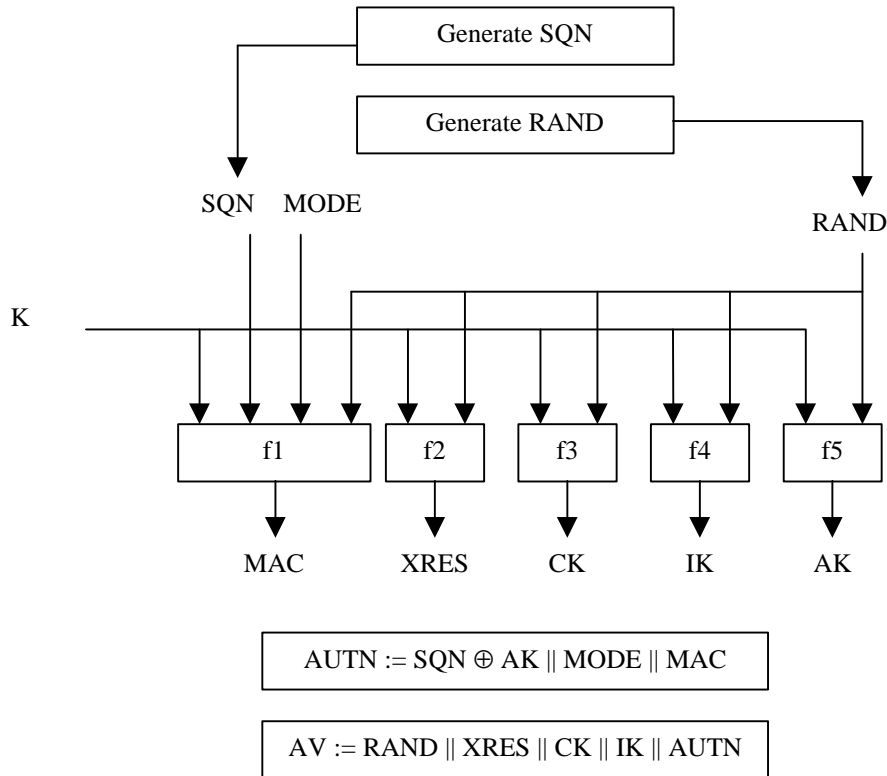 Generate SQN
Generate RAND
SQN MODE
RAND
K
f1 f2 f3 f4 f5
MAC XRES CK IK AK
AUTN := SQN ⊕ AK || MODE || MAC
AV := RAND || XRES || CK || IK || AUTN